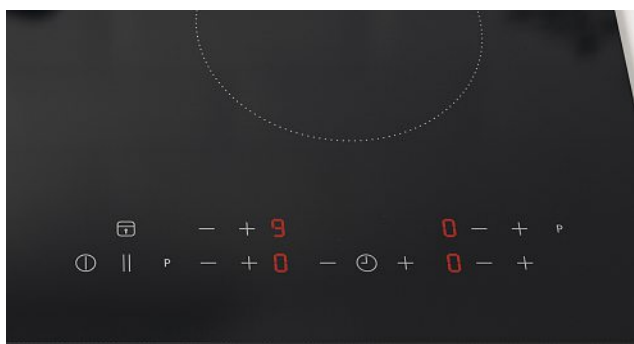 − + 9 0 − + P
P − + 0 − + 0 − +